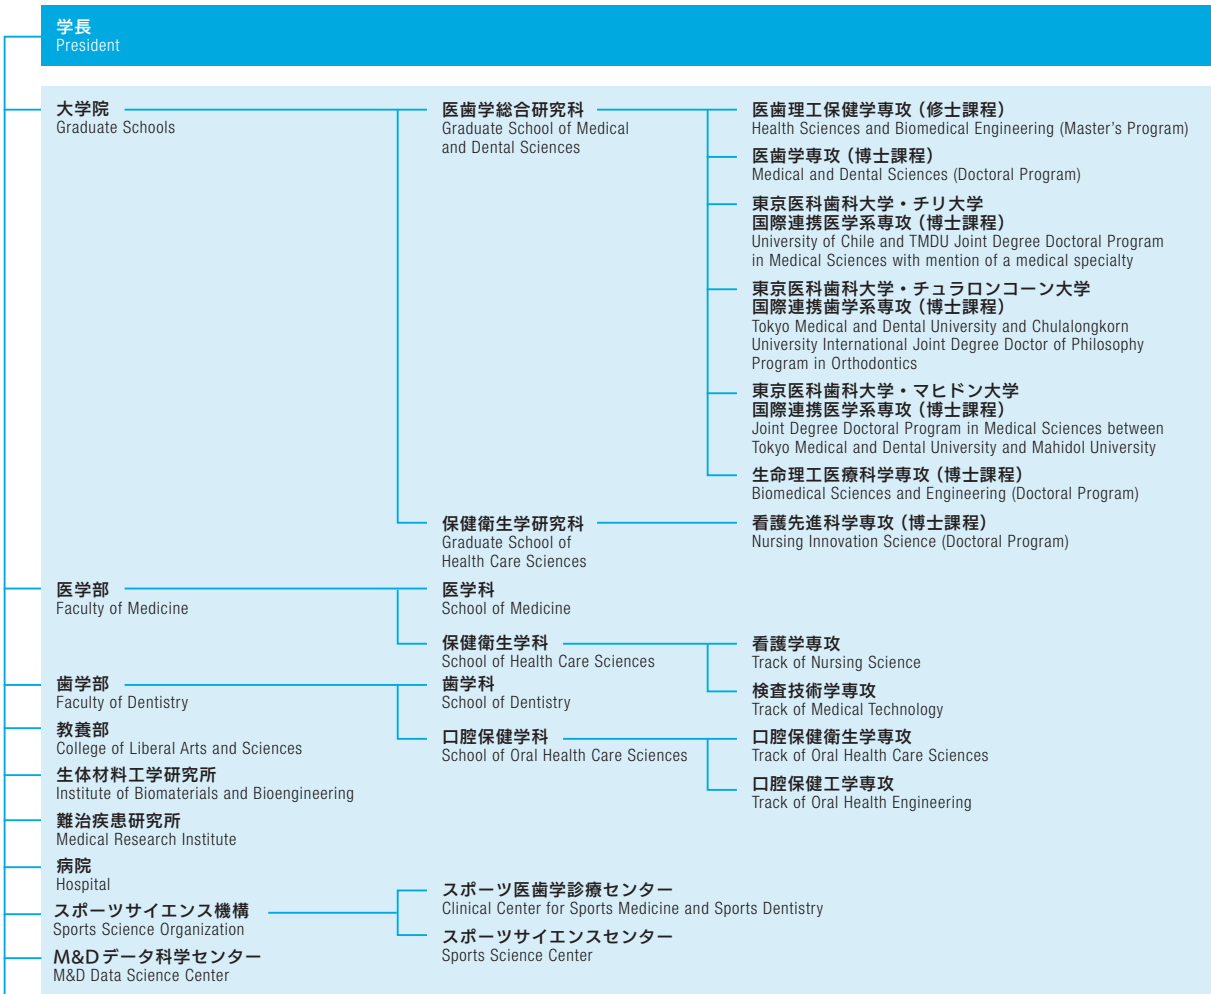 学長
President
大学院
Graduate Schools
医歯学総合研究科
Graduate School of Medical
and Dental Sciences
医歯理工保健学専攻（修士課程）
Health Sciences and Biomedical Engineering (Master's Program)
医歯学専攻（博士課程）
Medical and Dental Sciences (Doctoral Program)
東京医科歯科大学・チリ大学
国際連携医学系専攻（博士課程）
University of Chile and TMDU Joint Degree Doctoral Program
in Medical Sciences with mention of a medical specialty
東京医科歯科大学・チュラロンコーン大学
国際連携歯学系専攻（博士課程）
Tokyo Medical and Dental University and Chulalongkorn
University International Joint Degree Doctor of Philosophy
Program in Orthodontics
東京医科歯科大学・マヒドン大学
国際連携医学系専攻（博士課程）
Joint Degree Doctoral Program in Medical Sciences between
Tokyo Medical and Dental University and Mahidol University
生命理工医療科学専攻（博士課程）
Biomedical Sciences and Engineering (Doctoral Program)
保健衛生学研究科
Graduate School of
Health Care Sciences
看護先進科学専攻（博士課程）
Nursing Innovation Science (Doctoral Program)
医学部
Faculty of Medicine
医学科
School of Medicine
保健衛生学科
School of Health Care Sciences
看護学専攻
Track of Nursing Science
検査技術学専攻
Track of Medical Technology
歯学部
Faculty of Dentistry
歯学科
School of Dentistry
口腔保健学科
School of Oral Health Care Sciences
口腔保健衛生学専攻
Track of Oral Health Care Sciences
口腔保健工学専攻
Track of Oral Health Engineering
教養部
College of Liberal Arts and Sciences
生体材料工学研究所
Institute of Biomaterials and Bioengineering
難治疾患研究所
Medical Research Institute
病院
Hospital
スポーツサイエンス機構
Sports Science Organization
スポーツ医歯学診療センター
Clinical Center for Sports Medicine and Sports Dentistry
スポーツサイエンスセンター
Sports Science Center
M&Dデータ科学センター
M&D Data Science Center